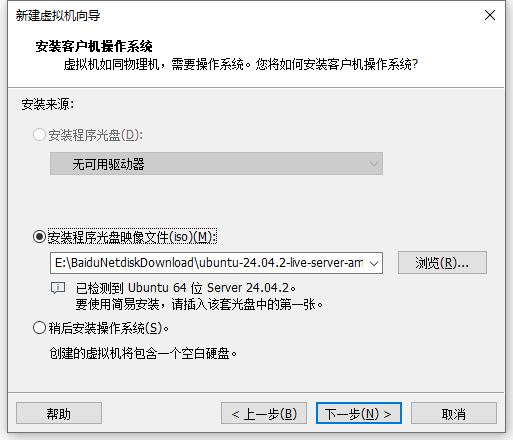 新建虚拟机向导
安装客户机操作系统
虚拟机如同物理机，需要操作系统。您将如何安装客户机操作系统?
安装来源:
安装程序光盘(D):
无可用驱动器
安装程序光盘映像文件(iso)(M):
E:\BaiduNetdiskDownload\ubuntu-24.04.2-live-server-am
浏览(R)...
已检测到 Ubuntu 64 位 Server 24.04.2。
要使用简易安装，请插入该套光盘中的第一张。
稍后安装操作系统(S)。
创建的虚拟机将包含一个空白硬盘。
帮助
< 上一步(B)
下一步(N) >
取消